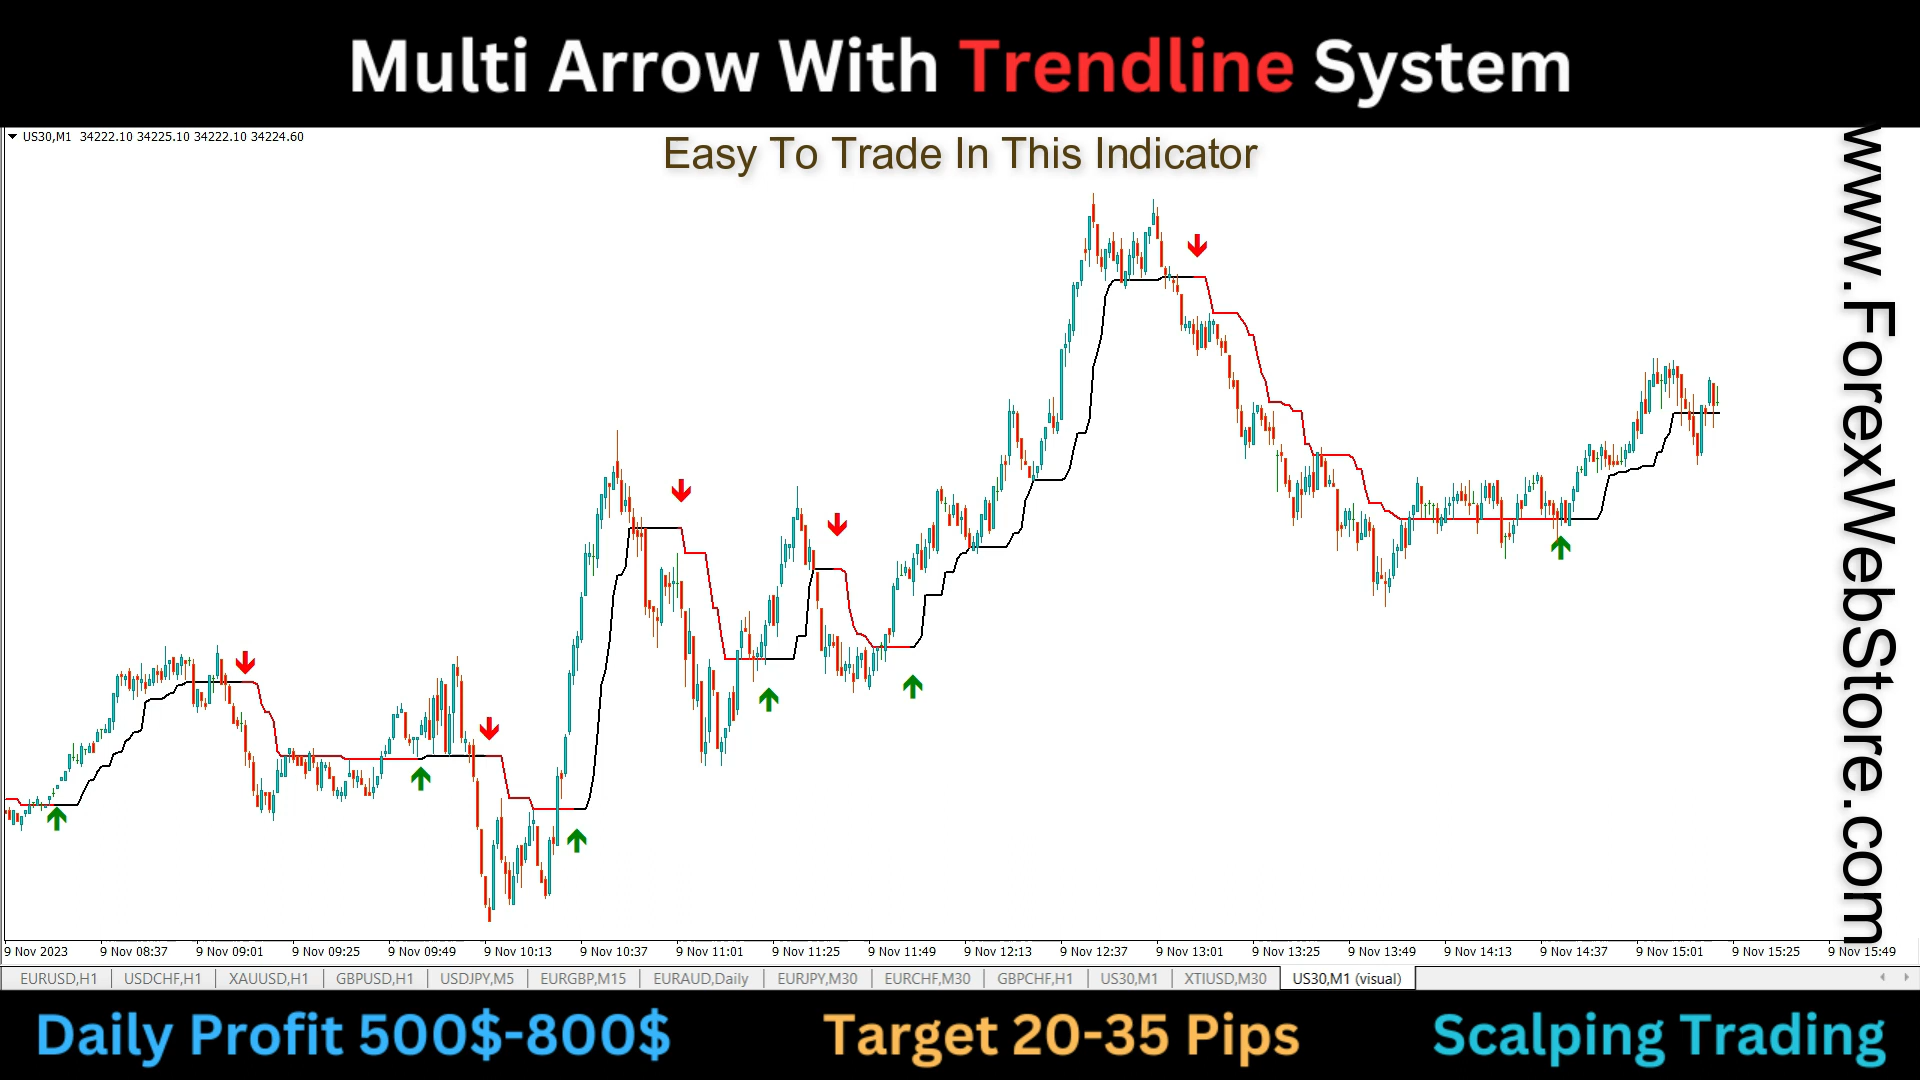 Multi Arrow With Trendline System
US30,M1 34222.10 34225.10 34222.10 34224.60
Easy To Trade In This Indicator
www.ForexWebStore.com
9 Nov 2023 9 Nov 08:37 9 Nov 09:01 9 Nov 09:25 9 Nov 09:49 9 Nov 10:13 9 Nov 10:37 9 Nov 11:01 9 Nov 11:25 9 Nov 11:49 9 Nov 12:13 9 Nov 12:37 9 Nov 13:01 9 Nov 13:25 9 Nov 13:49 9 Nov 14:13 9 Nov 14:37 9 Nov 15:01 9 Nov 15:25 9 Nov 15:49
EURUSD,H1 USDCHF,H1 XAUUSD,H1 GBPUSD,H1 USDJPY,M5 EURGBP,M15 EURAUD,Daily EURJPY,M30 EURCHF,M30 GBPCHF,H1 US30,M1 XTIUSD,M30 US30,M1 (visual)
Daily Profit 500$-800$ Target 20-35 Pips Scalping Trading